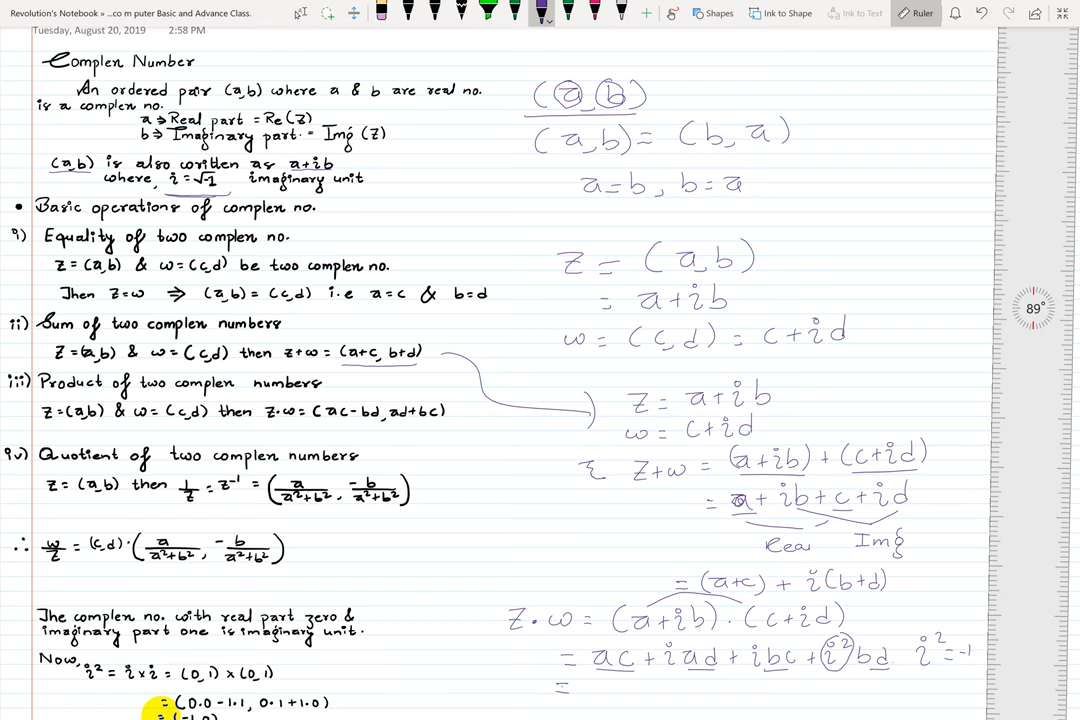 Revolution's Notebook » ...co m puter Basic and Advance Class.
Shapes
Ink to Shape
Ink to Text
Ruler
Tuesday, August 20, 2019 2:58 PM
Complex Number
An ordered pair (a,b) where a & b are real no.
is a complex no.
a ⇒ Real part = Re(Z)
b ⇒ Imaginary part = Img (Z)
(a,b) is also written as a+ib
where, i = √-1 imaginary unit
• Basic operations of complex no.
i) Equality of two complex no.
Z = (a,b) & w = (c,d) be two complex no.
Then Z=w ⇒ (a,b) = (c,d) i.e a=c & b=d
ii) Sum of two complex numbers
Z = (a,b) & w = (c,d) then z+w = (a+c, b+d)
iii) Product of two complex numbers
Z = (a,b) & w = (c,d) then Z·w = (ac-bd, ad+bc)
iv) Quotient of two complex numbers
Z = (a,b) then 1/Z = Z⁻¹ = (a/(a²+b²), -b/(a²+b²))
∴ w/Z = (c,d)·(a/(a²+b²), -b/(a²+b²))
The complex no. with real part zero &
imaginary part one is imaginary unit.
Now, i² = i × i = (0,1) × (0,1)
= (0.0-1.1, 0.1+1.0)
= (-1,0)
(a, b)
(a, b) = (b, a)
a=b, b=a
Z = (a, b)
= a+ib
w = (c, d) = c+id
Z = a+ib
w = c+id
Z+w = (a+ib) + (c+id)
= a + ib + c + id
Rea Img
= (a+c) + i(b+d)
Z·w = (a+ib)·(c+id)
= ac + iad + ibc + i²bd i² = -1
=
89°